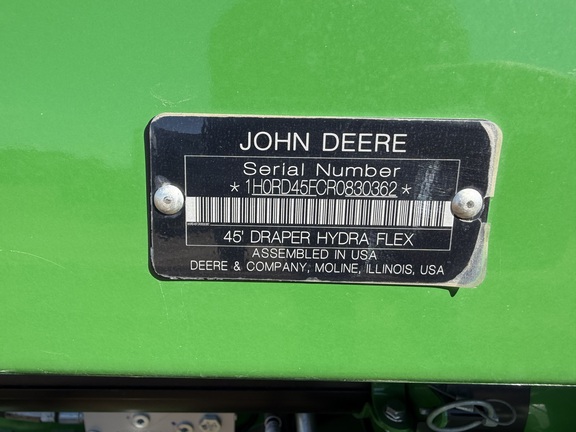 JOHN DEERE
Serial Number
*1H0RD45FCR0830362*
45' DRAPER HYDRA FLEX
ASSEMBLED IN USA
DEERE & COMPANY, MOLINE, ILLINOIS, USA